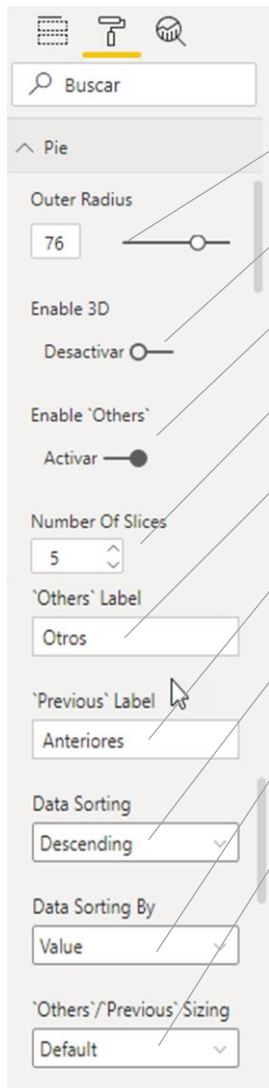 Buscar
Pie
Outer Radius
76
Enable 3D
Desactivar
Enable `Others`
Activar
Number Of Slices
5
`Others` Label
Otros
`Previous` Label
Anteriores
Data Sorting
Descending
Data Sorting By
Value
`Others`/`Previous` Sizing
Default